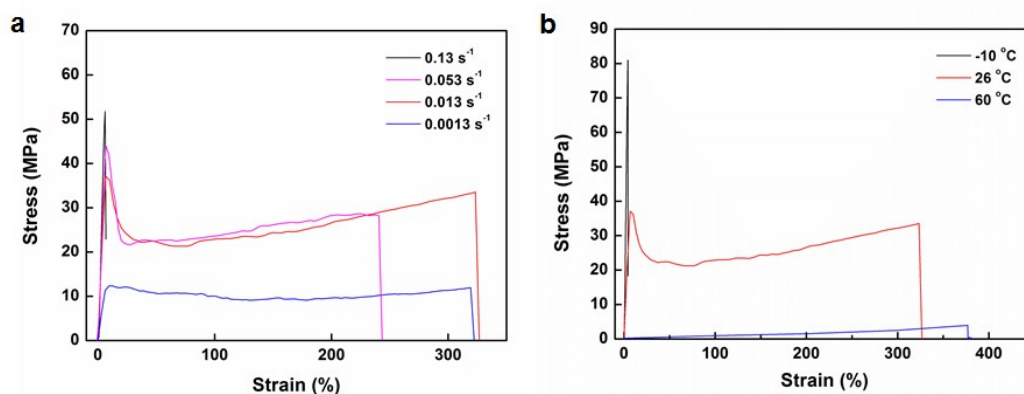 a
70
60
50
40
30
20
10
0
Stress (MPa)
0.13 s⁻¹
0.053 s⁻¹
0.013 s⁻¹
0.0013 s⁻¹
0 100 200 300
Strain (%)
b
90
80
70
60
50
40
30
20
10
0
Stress (MPa)
-10 °C
26 °C
60 °C
0 100 200 300 400
Strain (%)